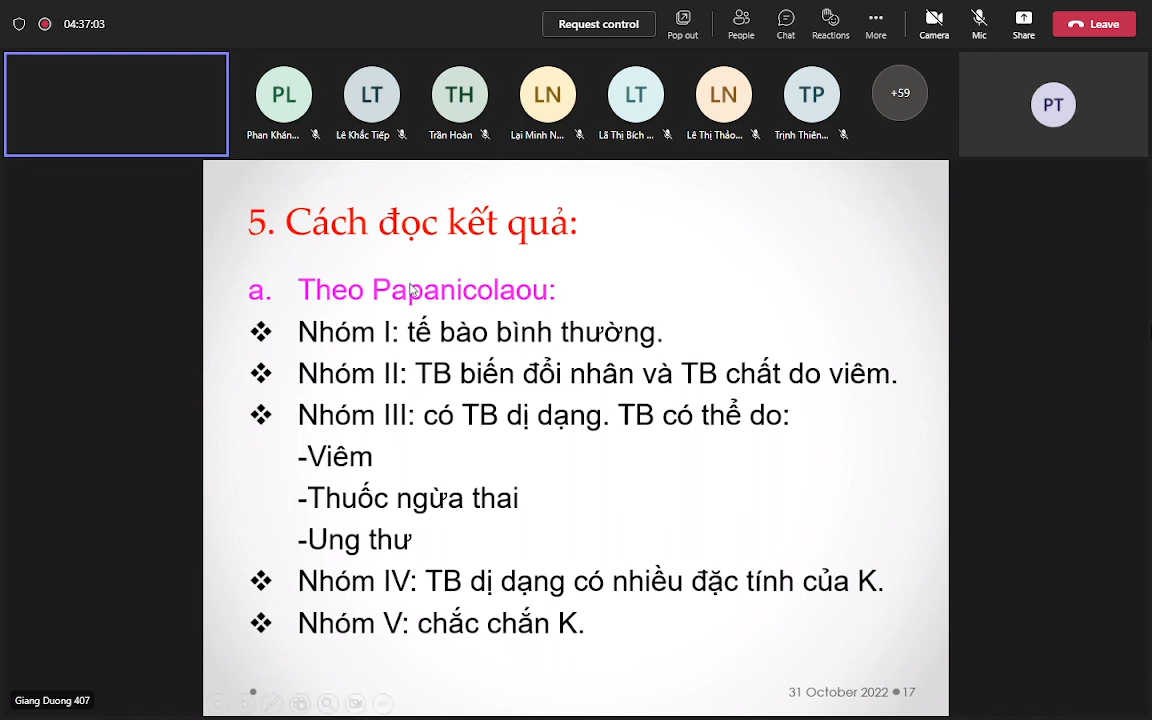 04:37:03
Request control
Pop out
People
Chat
Reactions
More
Camera
Mic
Share
Leave
PL
LT
TH
LN
LT
LN
TP
+59
PT
Phan Khán...
Lê Khắc Tiếp
Trần Hoàn
Lại Minh N...
Lã Thị Bích ...
Lê Thị Thảo...
Trịnh Thiên...
5. Cách đọc kết quả:
a. Theo Papanicolaou:
❖ Nhóm I: tế bào bình thường.
❖ Nhóm II: TB biến đổi nhân và TB chất do viêm.
❖ Nhóm III: có TB dị dạng. TB có thể do:
-Viêm
-Thuốc ngừa thai
-Ung thư
❖ Nhóm IV: TB dị dạng có nhiều đặc tính của K.
❖ Nhóm V: chắc chắn K.
31 October 2022 ● 17
Giang Duong 407